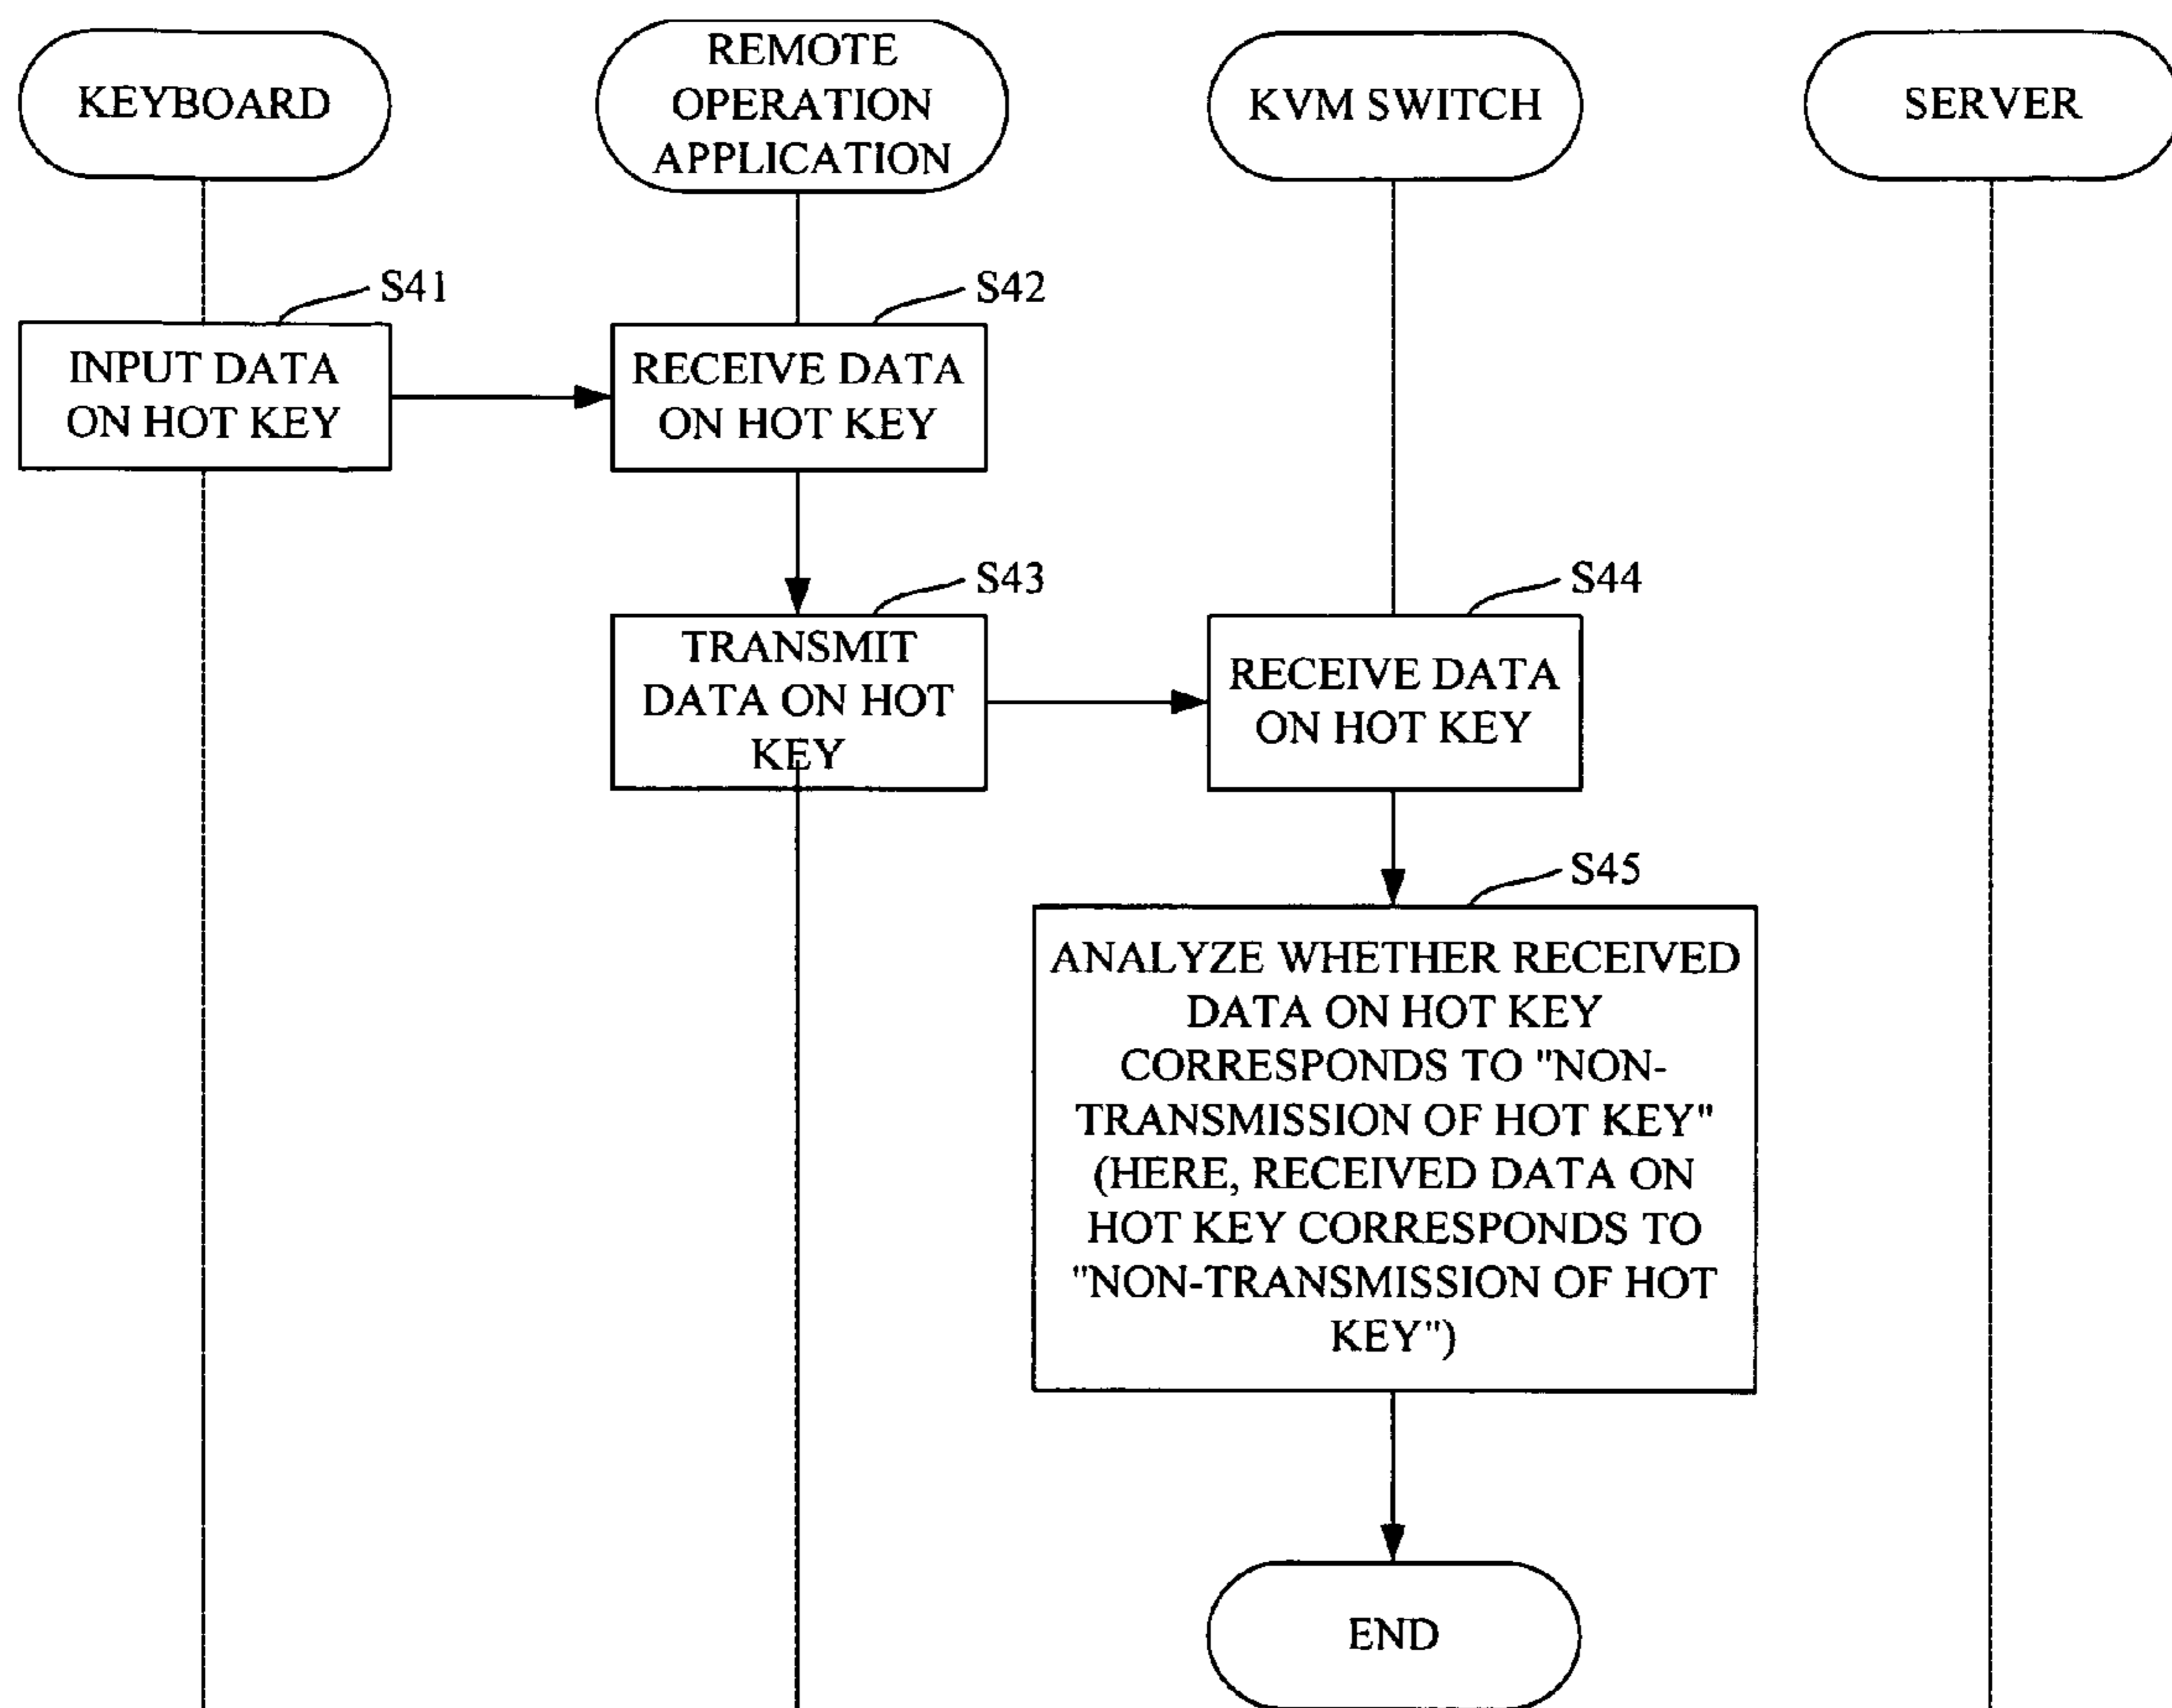 KEYBOARD
REMOTE
OPERATION
APPLICATION
KVM SWITCH
SERVER
S41
INPUT DATA
ON HOT KEY
S42
RECEIVE DATA
ON HOT KEY
S43
TRANSMIT
DATA ON HOT
KEY
S44
RECEIVE DATA
ON HOT KEY
S45
ANALYZE WHETHER RECEIVED
DATA ON HOT KEY
CORRESPONDS TO "NON-
TRANSMISSION OF HOT KEY"
(HERE, RECEIVED DATA ON
HOT KEY CORRESPONDS TO
"NON-TRANSMISSION OF HOT
KEY")
END